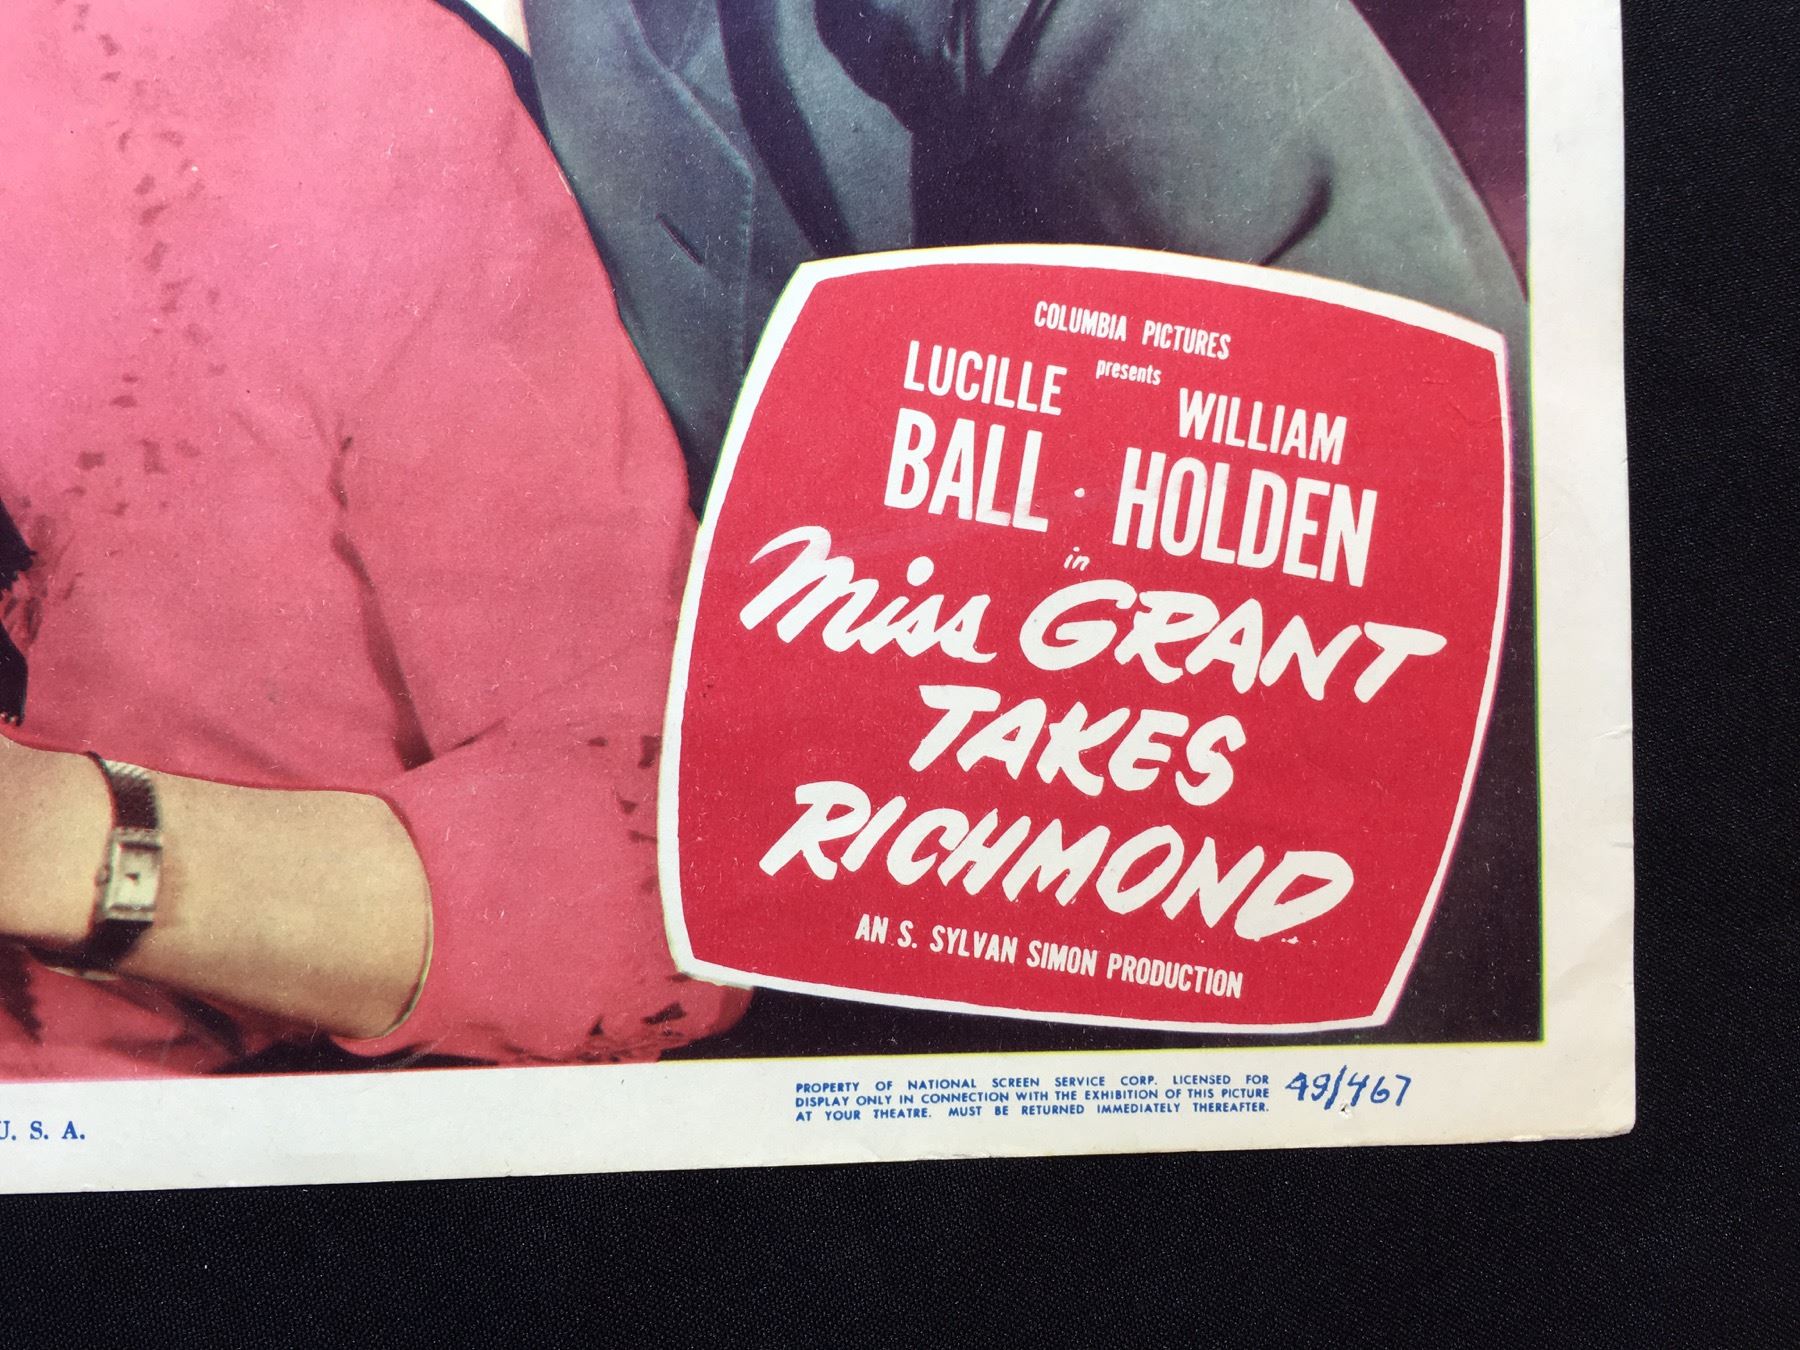 COLUMBIA PICTURES
presents
LUCILLE BALL · WILLIAM HOLDEN
in
Miss GRANT
TAKES
RICHMOND
AN S. SYLVAN SIMON PRODUCTION
PROPERTY OF NATIONAL SCREEN SERVICE CORP. LICENSED FOR
DISPLAY ONLY IN CONNECTION WITH THE EXHIBITION OF THIS PICTURE
AT YOUR THEATRE. MUST BE RETURNED IMMEDIATELY THEREAFTER.
49/467
U. S. A.